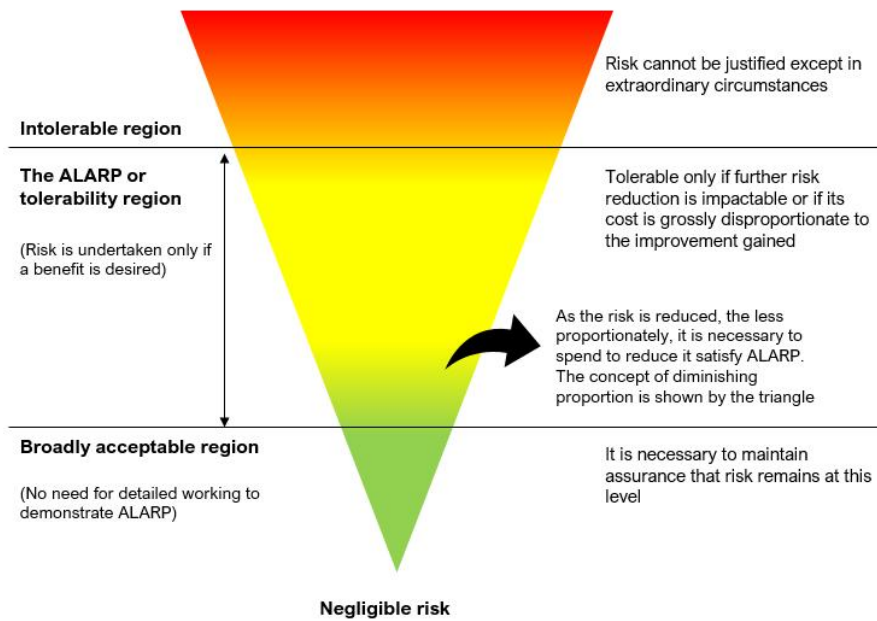 Risk cannot be justified except in
extraordinary circumstances
Intolerable region
The ALARP or
tolerability region
(Risk is undertaken only if
a benefit is desired)
Tolerable only if further risk
reduction is impactable or if its
cost is grossly disproportionate to
the improvement gained
As the risk is reduced, the less
proportionately, it is necessary to
spend to reduce it satisfy ALARP.
The concept of diminishing
proportion is shown by the triangle
Broadly acceptable region
(No need for detailed working to
demonstrate ALARP)
It is necessary to maintain
assurance that risk remains at this
level
Negligible risk